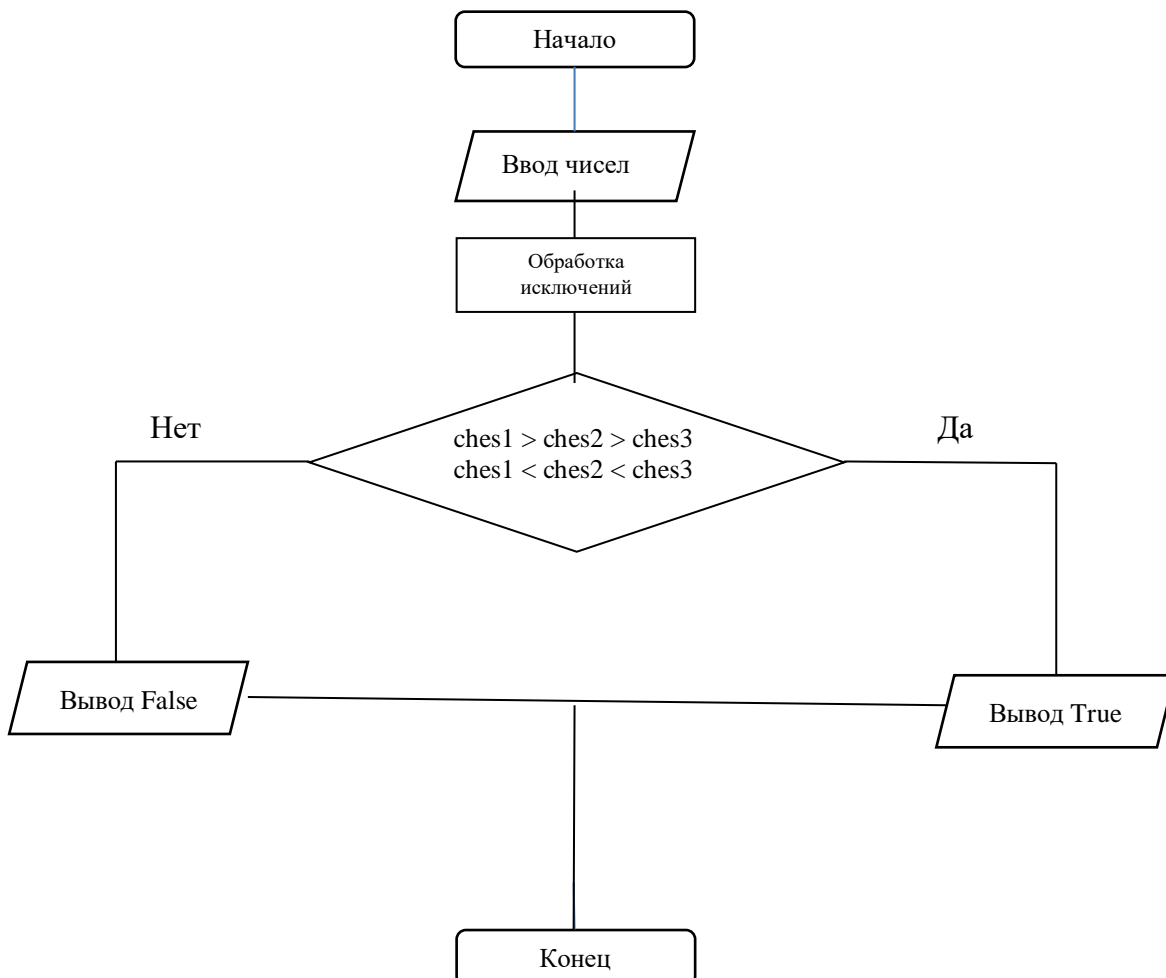 Начало
Ввод чисел
Обработка
исключений
Нет
Да
ches1 > ches2 > ches3
ches1 < ches2 < ches3
Вывод False
Вывод True
Конец